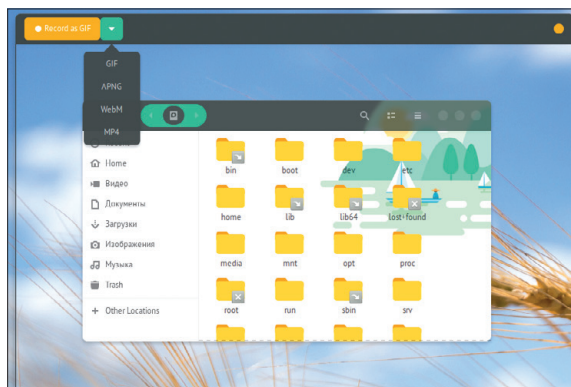 Record as GIF
GIF
APNG
WebM
MP4
Home
Видео
Документы
Загрузки
Изображения
Музыка
Trash
+ Other Locations
bin boot dev etc
home lib lib64 lost+found
media mnt opt proc
root run sbin srv